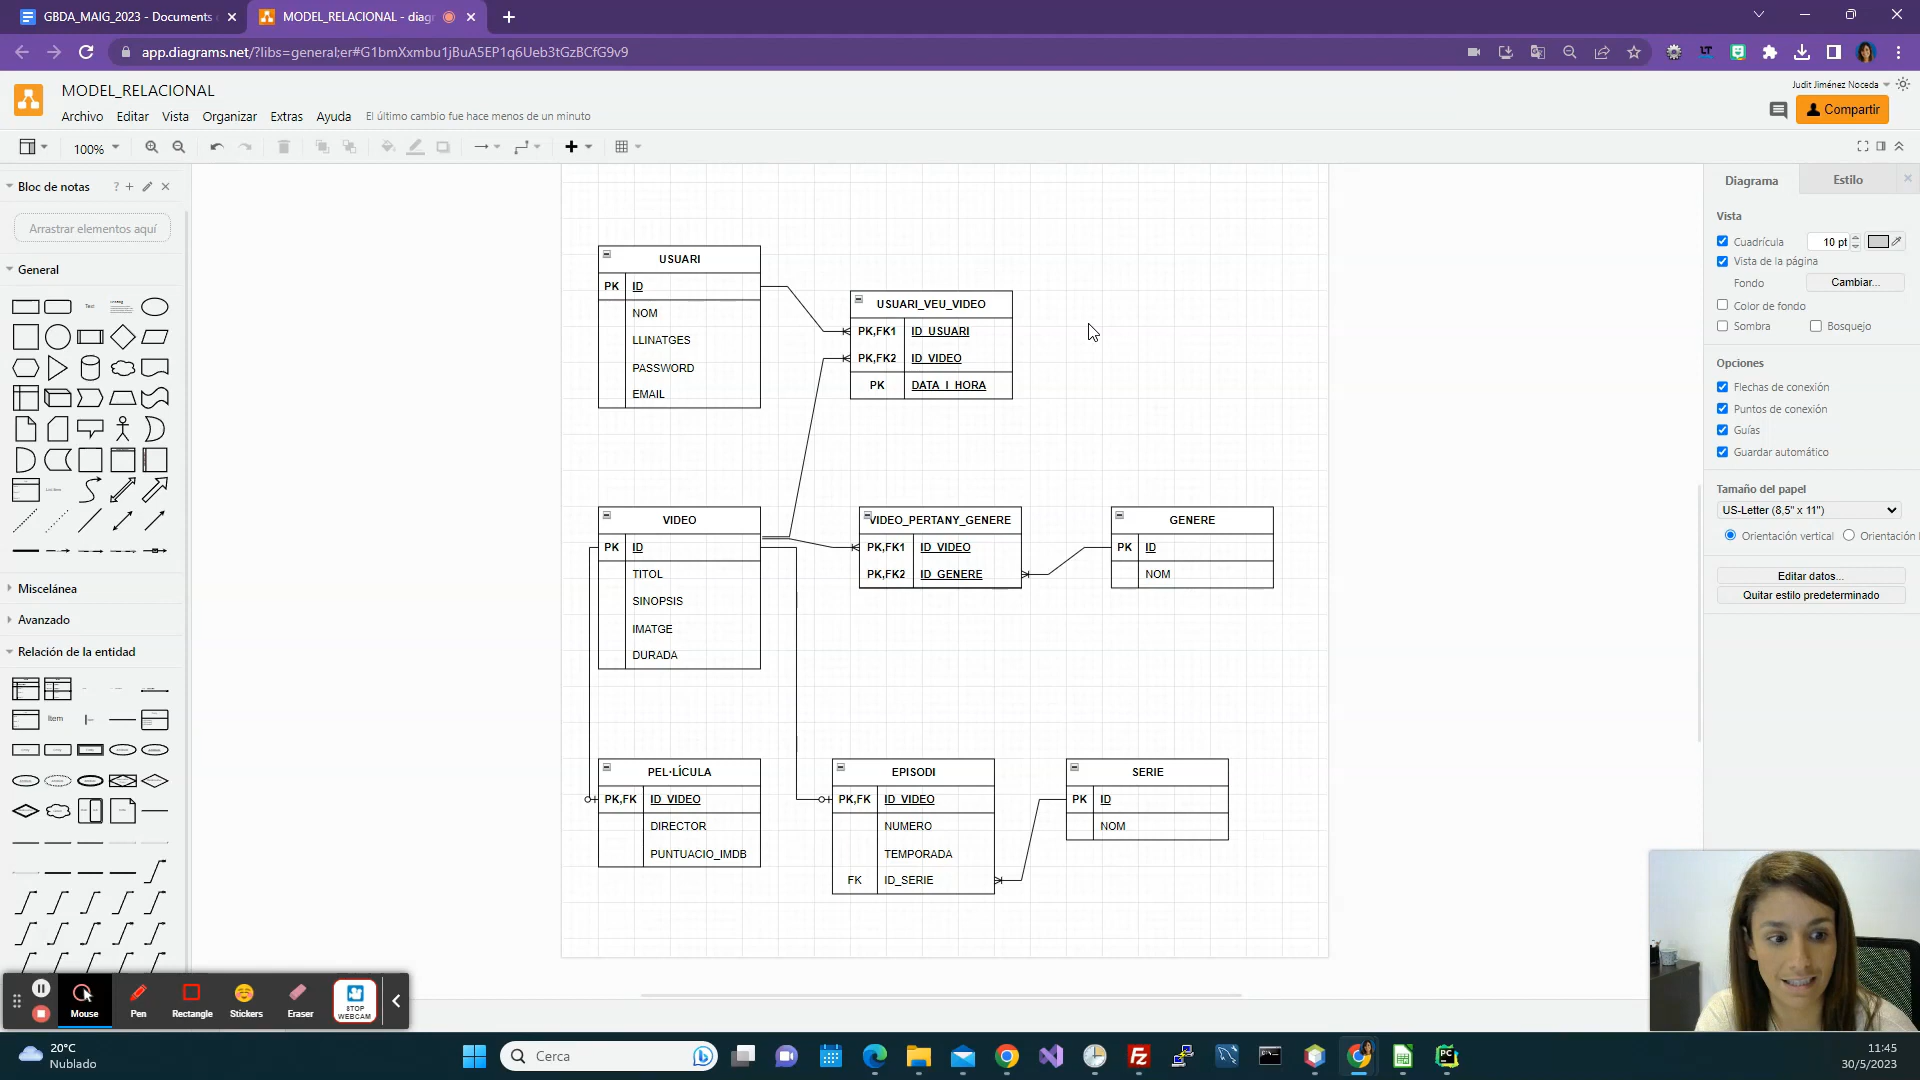 GBDA_MAIG_2023 - Documents
MODEL_RELACIONAL - diag
app.diagrams.net/?libs=general;er#G1bmXxmbu1jBuA5EP1q6Ueb3tGzBCfG9v9
MODEL_RELACIONAL
Judit Jiménez Noceda
Compartir
Archivo Editar Vista Organizar Extras Ayuda El último cambio fue hace menos de un minuto
100%
Bloc de notas
?
Arrastrar elementos aquí
General
Text
Miscelánea
Avanzado
Relación de la entidad
Item
USUARI
PK ID
NOM
LLINATGES
PASSWORD
EMAIL
USUARI_VEU_VIDEO
PK,FK1 ID_USUARI
PK,FK2 ID_VIDEO
PK DATA_I_HORA
VIDEO
PK ID
TITOL
SINOPSIS
IMATGE
DURADA
VIDEO_PERTANY_GENERE
PK,FK1 ID_VIDEO
PK,FK2 ID_GENERE
GENERE
PK ID
NOM
PEL·LÍCULA
PK,FK ID_VIDEO
DIRECTOR
PUNTUACIO_IMDB
EPISODI
PK,FK ID_VIDEO
NUMERO
TEMPORADA
FK ID_SERIE
SERIE
PK ID
NOM
Diagrama Estilo
Vista
Cuadrícula 10 pt
Vista de la página
Fondo Cambiar...
Color de fondo
Sombra Bosquejo
Opciones
Flechas de conexión
Puntos de conexión
Guías
Guardar automático
Tamaño del papel
US-Letter (8,5" x 11")
Orientación vertical Orientación
Editar datos...
Quitar estilo predeterminado
Mouse Pen Rectangle Stickers Eraser STOP
WEBCAM
20°C
Nublado
Cerca
LT
PC
11:45
30/5/2023